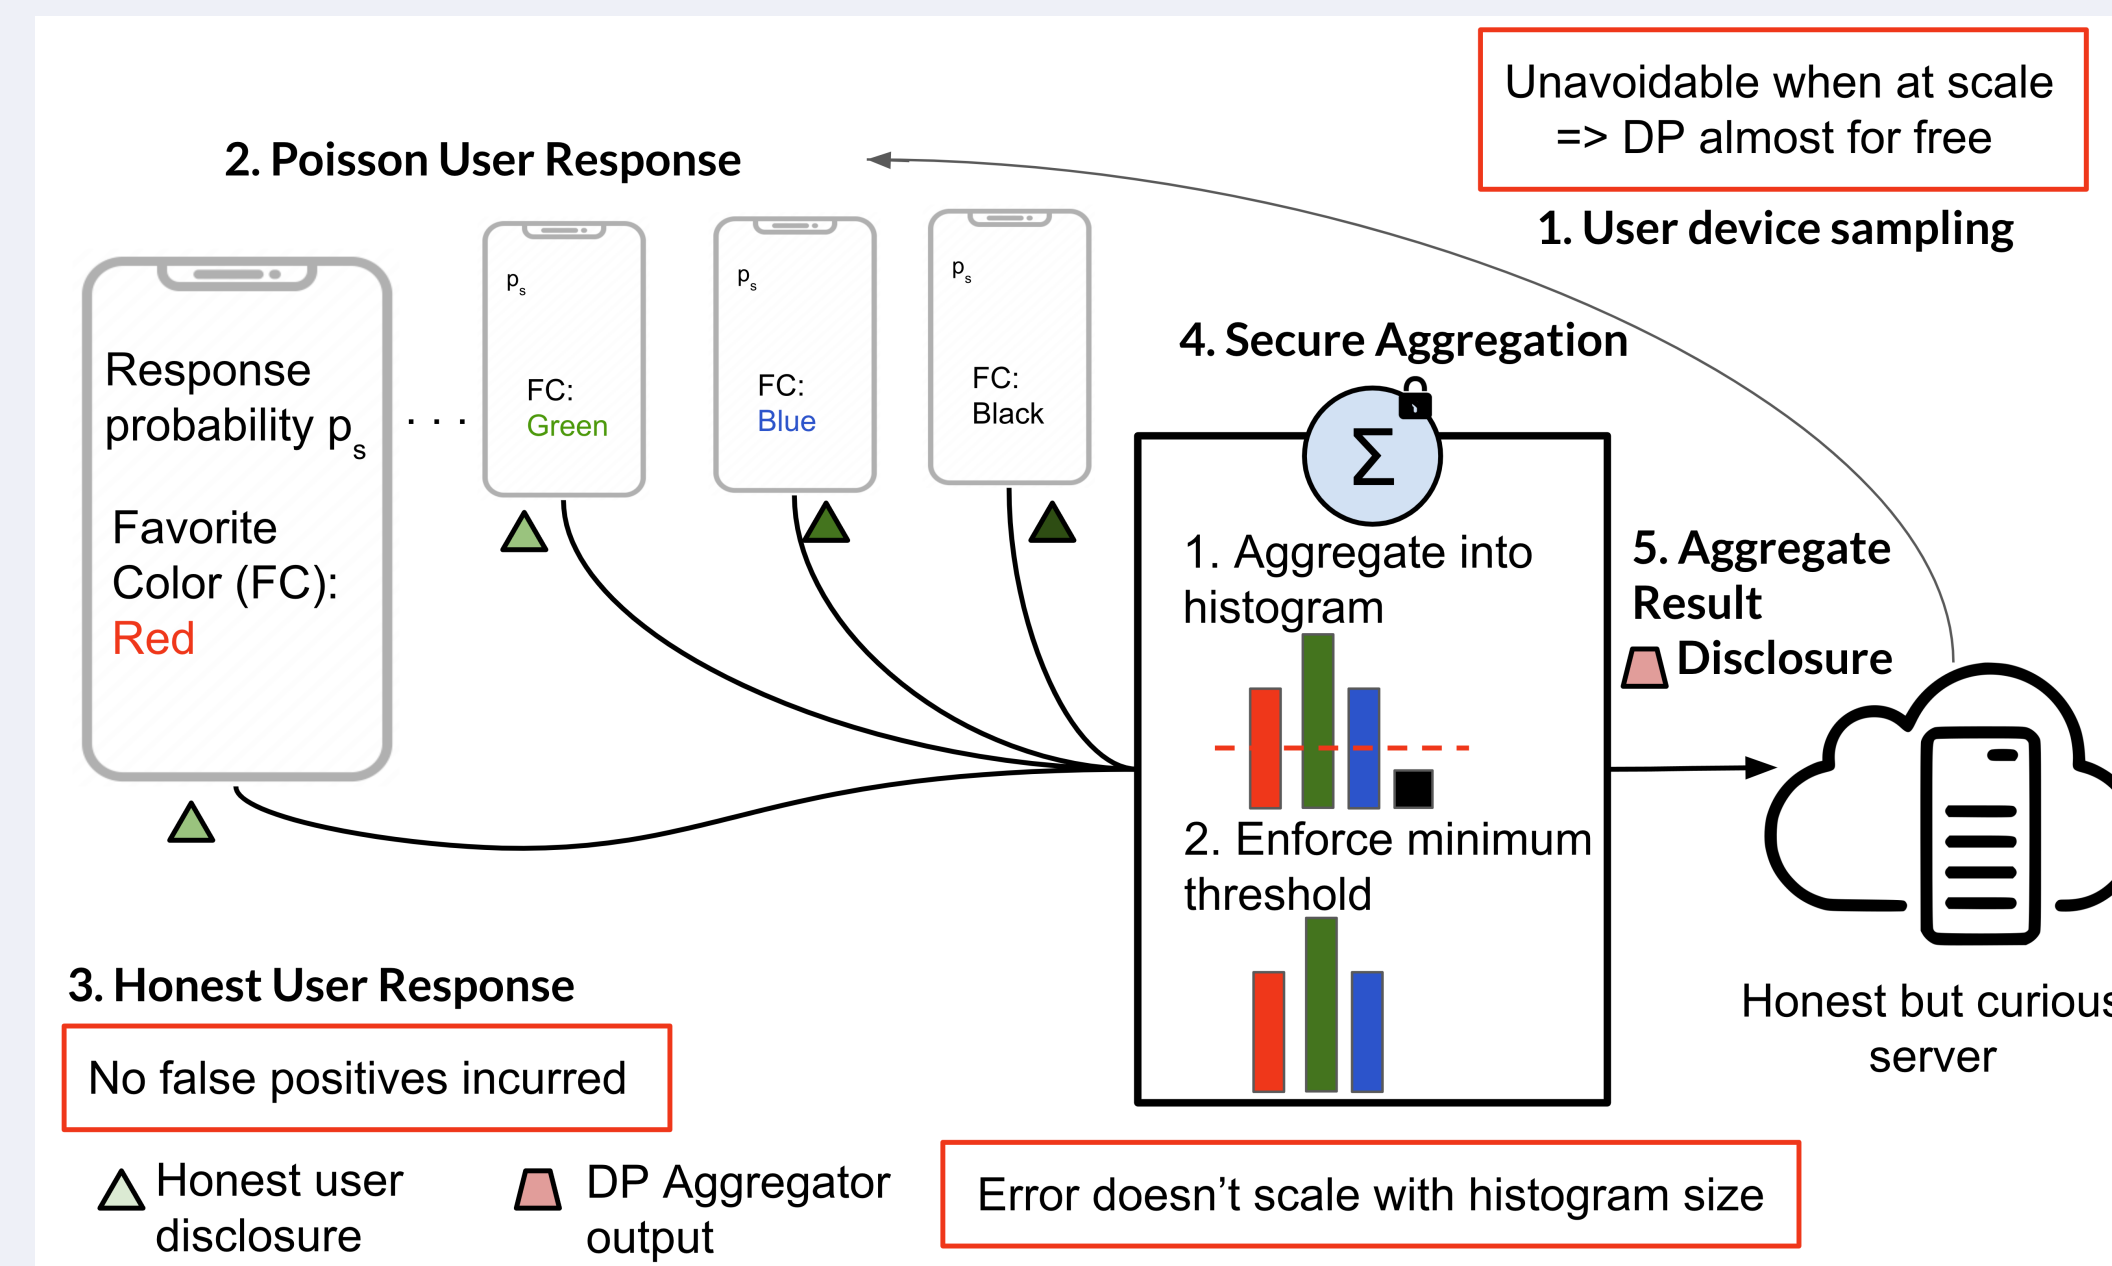 Unavoidable when at scale
=> DP almost for free
1. User device sampling
2. Poisson User Response
Response
probability ps
Favorite
Color (FC):
Red
. . .
ps
FC:
Green
ps
FC:
Blue
ps
FC:
Black
4. Secure Aggregation
Σ
1. Aggregate into
histogram
2. Enforce minimum
threshold
5. Aggregate
Result
Disclosure
Honest but curious
server
3. Honest User Response
No false positives incurred
Honest user
disclosure
DP Aggregator
output
Error doesn’t scale with histogram size